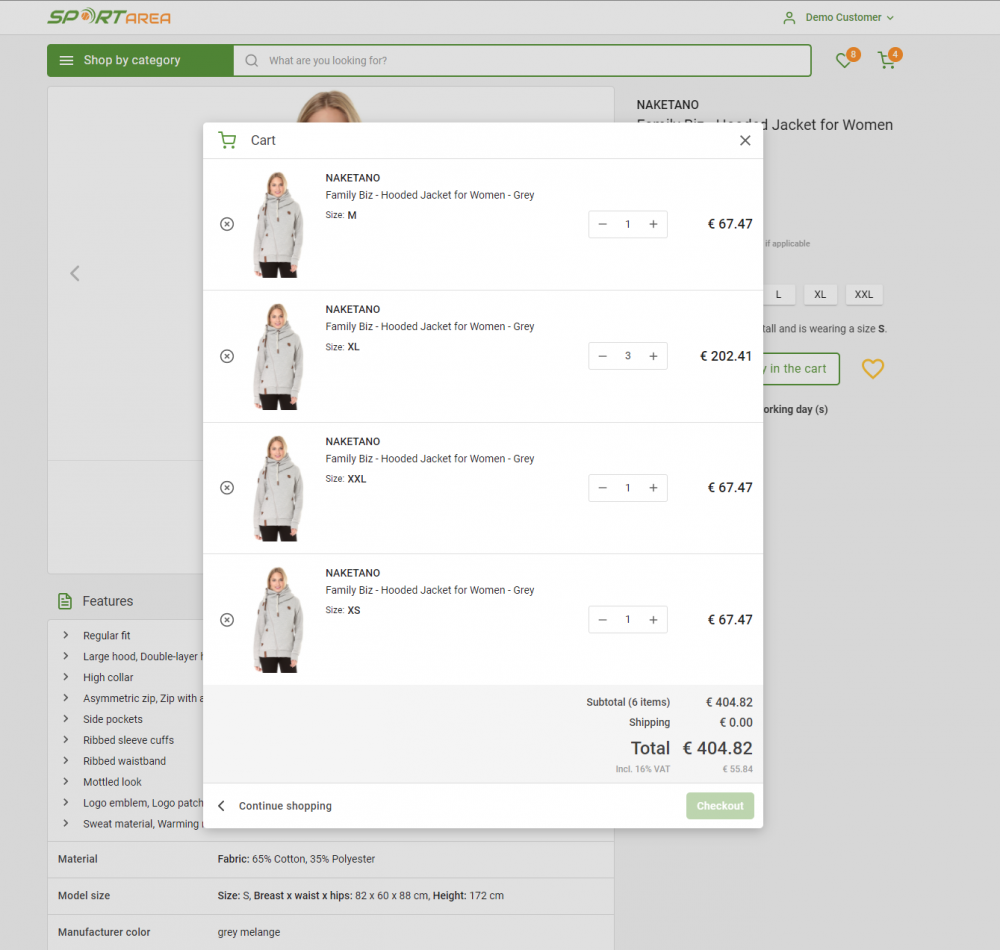 SPORTAREA
Demo Customer
Shop by category
What are you looking for?
8
4
NAKETANO
Jacket for Women
Cart
NAKETANO
Family Biz - Hooded Jacket for Women - Grey
Size: M
1
€ 67.47
if applicable
L
XL
XXL
NAKETANO
Family Biz - Hooded Jacket for Women - Grey
Size: XL
3
€ 202.41
tall and is wearing a size S.
in the cart
working day (s)
NAKETANO
Family Biz - Hooded Jacket for Women - Grey
Size: XXL
1
€ 67.47
NAKETANO
Family Biz - Hooded Jacket for Women - Grey
Size: XS
1
€ 67.47
Subtotal (6 items) € 404.82
Shipping € 0.00
Total € 404.82
Incl. 16% VAT € 55.84
Continue shopping
Checkout
Features
Regular fit
Large hood, Double-layer
High collar
Asymmetric zip, Zip with a
Side pockets
Ribbed sleeve cuffs
Ribbed waistband
Mottled look
Logo emblem, Logo patch
Sweat material, Warming
Material Fabric: 65% Cotton, 35% Polyester
Model size Size: S, Breast x waist x hips: 82 x 60 x 88 cm, Height: 172 cm
Manufacturer color grey melange